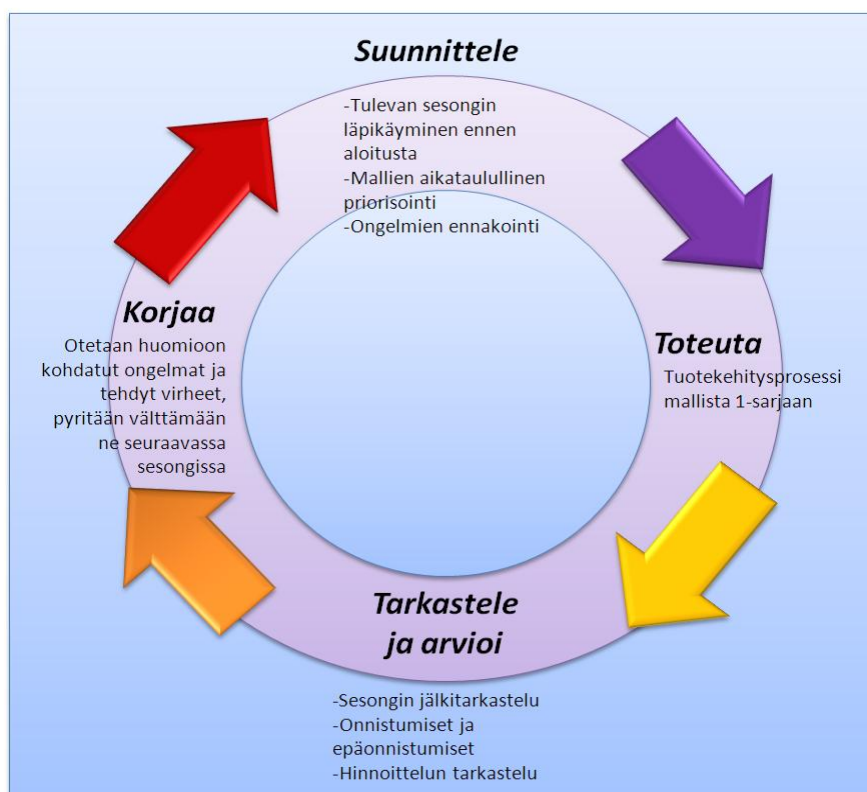 Suunnittele
-Tulevan sesongin
läpikäyminen ennen
aloitusta
-Mallien aikataulullinen
priorisointi
-Ongelmien ennakointi
Toteuta
Tuotekehitysprosessi
mallista 1-sarjaan
Tarkastele
ja arvioi
-Sesongin jälkitarkastelu
-Onnistumiset ja
epäonnistumiset
-Hinnoittelun tarkastelu
Korjaa
Otetaan huomioon
kohdatut ongelmat ja
tehdyt virheet,
pyritään välttämään
ne seuraavassa
sesongissa